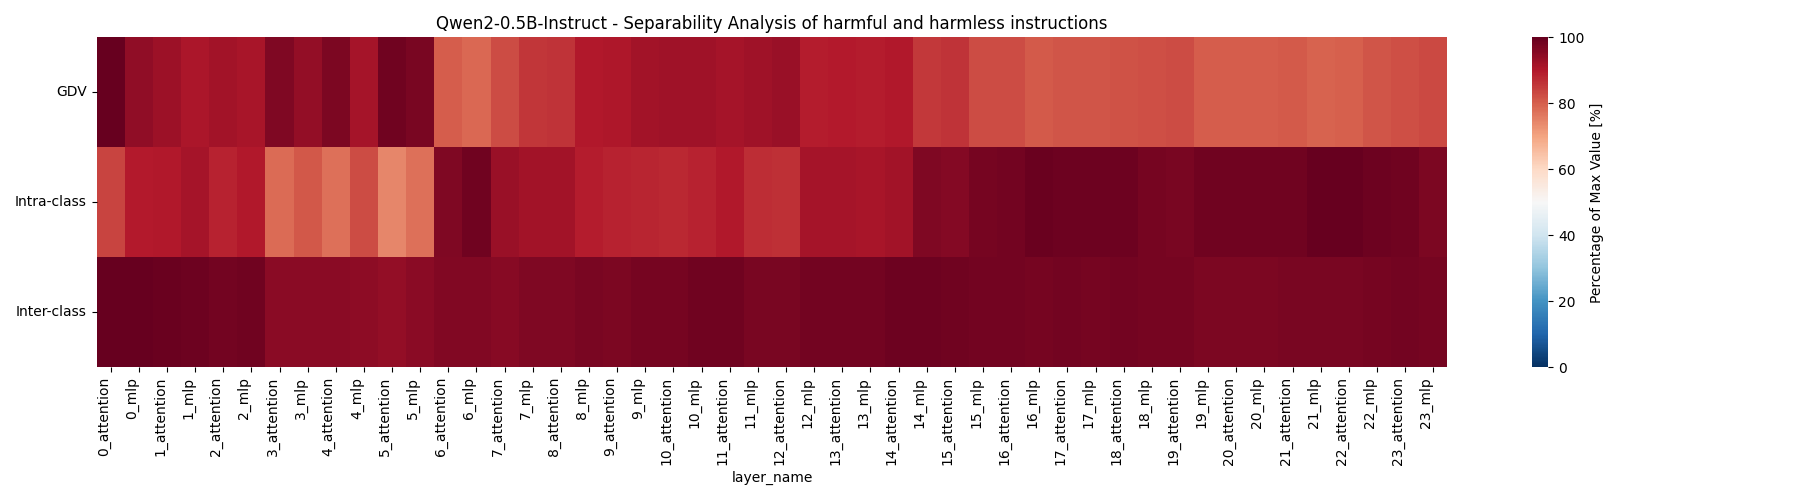 Qwen2-0.5B-Instruct - Separability Analysis of harmful and harmless instructions
GDV
Intra-class
Inter-class
0_attention
0_mlp
1_attention
1_mlp
2_attention
2_mlp
3_attention
3_mlp
4_attention
4_mlp
5_attention
5_mlp
6_attention
6_mlp
7_attention
7_mlp
8_attention
8_mlp
9_attention
9_mlp
10_attention
10_mlp
11_attention
11_mlp
12_attention
12_mlp
13_attention
13_mlp
14_attention
14_mlp
15_attention
15_mlp
16_attention
16_mlp
17_attention
17_mlp
18_attention
18_mlp
19_attention
19_mlp
20_attention
20_mlp
21_attention
21_mlp
22_attention
22_mlp
23_attention
23_mlp
layer_name
100
80
60
40
20
0
Percentage of Max Value [%]